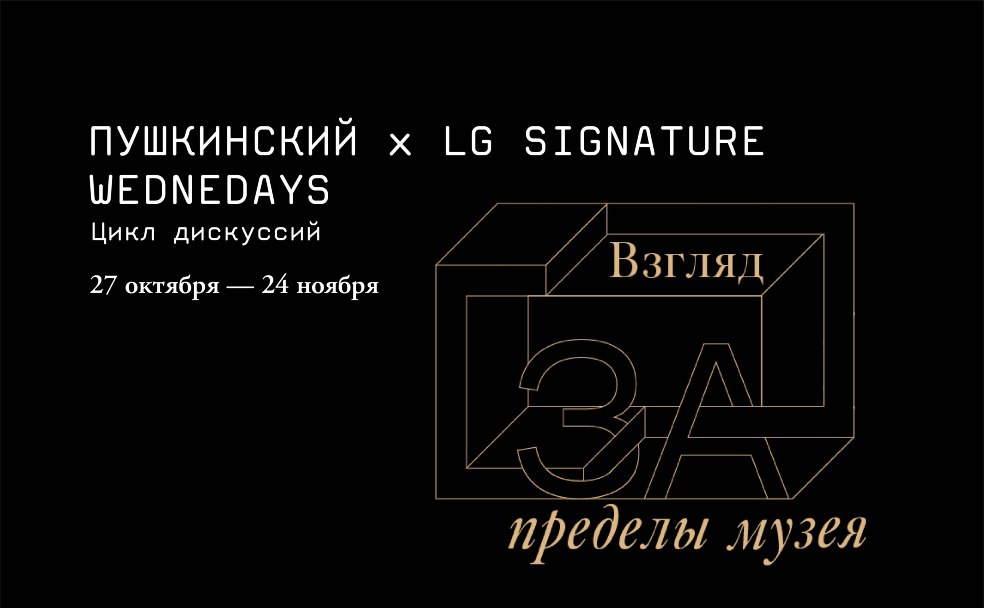 ПУШКИНСКИЙ x LG SIGNATURE
WEDNEDAYS
Цикл дискуссий
27 октября — 24 ноября
Взгляд
ЗА
пределы музея